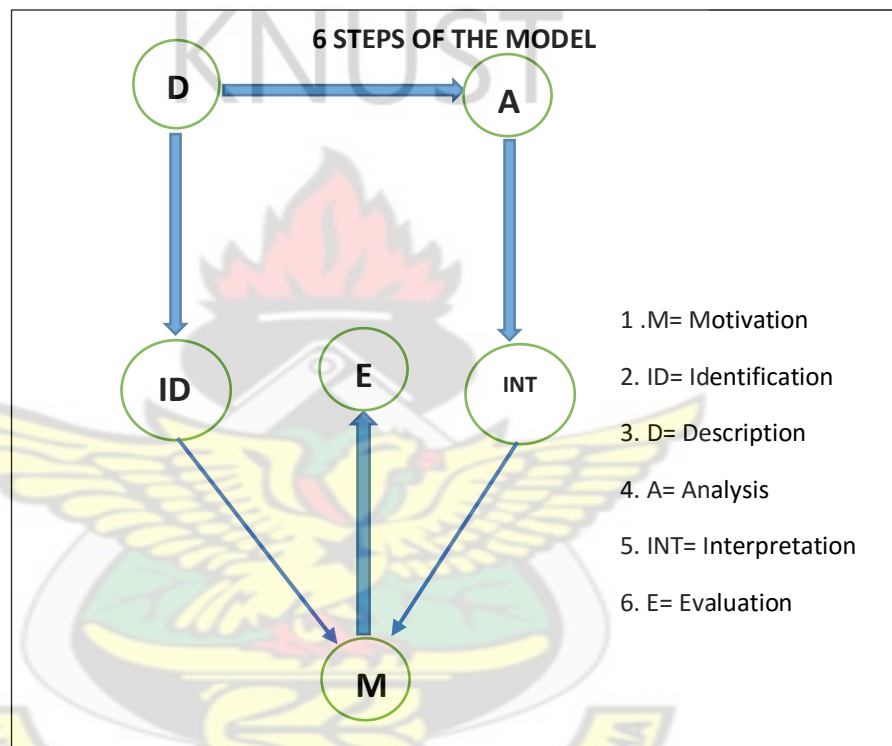 KNUST
6 STEPS OF THE MODEL
D
A
1 .M= Motivation
ID
E
INT
2. ID= Identification
3. D= Description
4. A= Analysis
5. INT= Interpretation
6. E= Evaluation
M